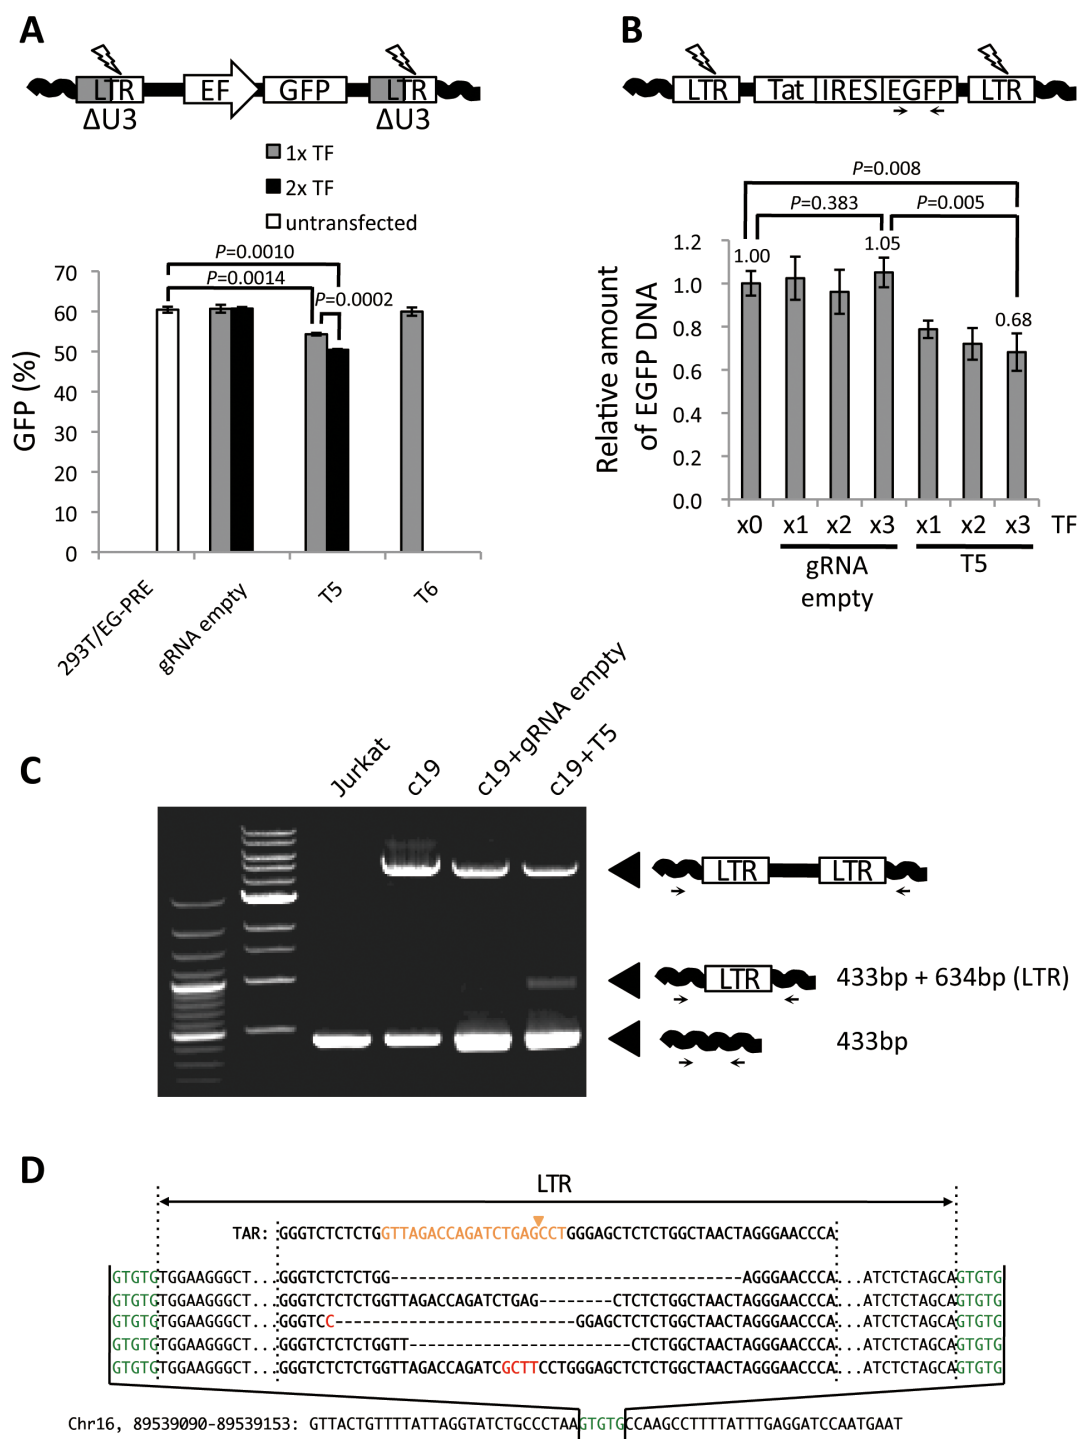 A
LTR EF GFP LTR
ΔU3 ΔU3
1x TF
2x TF
untransfected
P=0.0010
P=0.0014
P=0.0002
GFP (%)
70
60
50
40
30
20
10
0
293T/EG-PRE
gRNA empty
T5
T6
B
LTR Tat IRES EGFP LTR
P=0.008
P=0.383 P=0.005
Relative amount
of EGFP DNA
1.2
1.0
0.8
0.6
0.4
0.2
0.0
1.00
1.05
0.68
x0 x1 x2 x3 x1 x2 x3 TF
gRNA
empty
T5
C
Jurkat
c19
c19+gRNA empty
c19+T5
LTR LTR
LTR 433bp + 634bp (LTR)
433bp
D
LTR
TAR: GGGTCTCTCTGGTTAGACCAGATCTGAGCCTGGGAGCTCTCTGGCTAACTAGGGAACCCA
GTGTGTGGAAGGGCT...GGGTCTCTCTGG--------------------------------------AGGGAACCCA...ATCTCTAGCAGTGTG
GTGTGTGGAAGGGCT...GGGTCTCTCTGGTTAGACCAGATCTGAG--------CTCTCTGGCTAACTAGGGAACCCA...ATCTCTAGCAGTGTG
GTGTGTGGAAGGGCT...GGGTCC--------------------------GGAGCTCTCTGGCTAACTAGGGAACCCA...ATCTCTAGCAGTGTG
GTGTGTGGAAGGGCT...GGGTCTCTCTGGTT------------------------CTCTGGCTAACTAGGGAACCCA...ATCTCTAGCAGTGTG
GTGTGTGGAAGGGCT...GGGTCTCTCTGGTTAGACCAGATCGCTTCCTGGGAGCTCTCTGGCTAACTAGGGAACCCA...ATCTCTAGCAGTGTG
Chr16, 89539090-89539153: GTTACTGTTTTATTAGGTATCTGCCCTAAGTGTGCCAAGCCTTTTATTTGAGGATCCAATGAAT